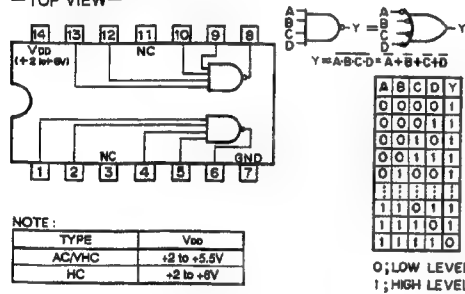 —TOP VIEW—
14 13 12 11 10 9 8
VDD
(+2 to +6V)
NC
NC
GND
1 2 3 4 5 6 7
A
B
C
D
Y = A
B
C
D
Y
Y=A·B·C·D=A+B+C+D
A B C D Y
0 0 0 0 1
0 0 0 1 1
0 0 1 0 1
0 0 1 1 1
0 1 0 0 1
1 1 0 1 1
1 1 1 0 1
1 1 1 1 0
0;LOW LEVEL
1;HIGH LEVEL
NOTE :
TYPE VDD
AC/VHC +2 to +5.5V
HC +2 to +6V